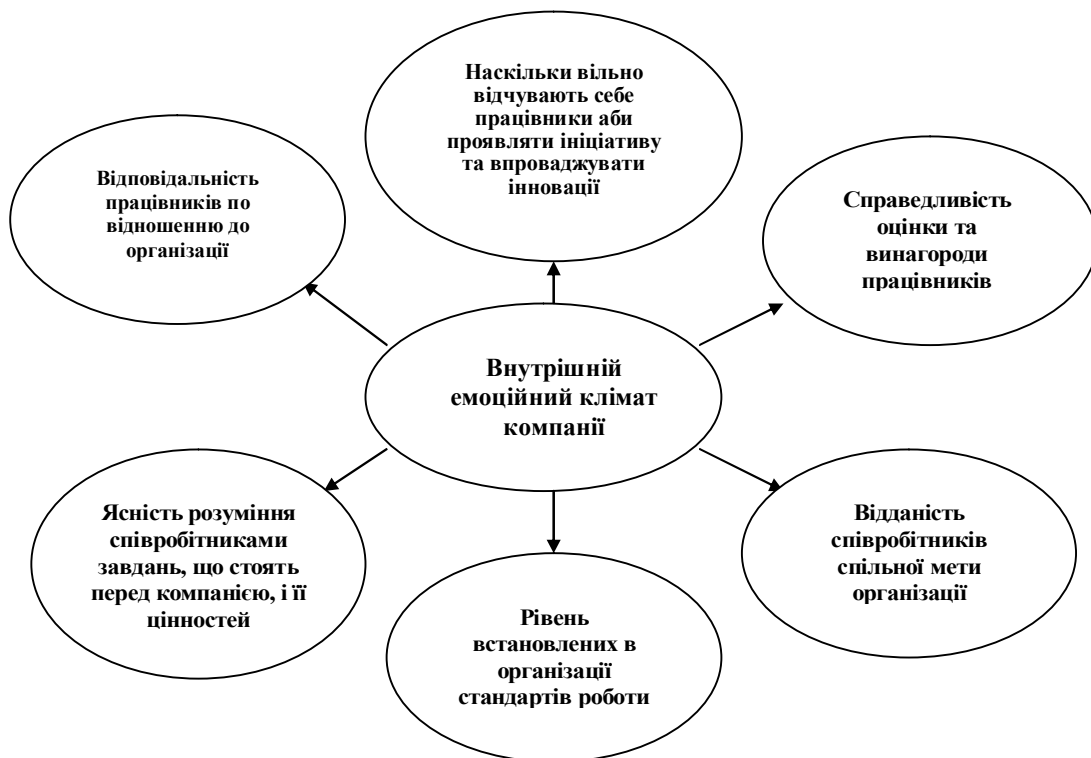 Наскільки вільно
відчувають себе
працівники аби
проявляти ініціативу
та впроваджувати
інновації
Відповідальність
працівників по
відношенню до
організації
Справедливість
оцінки та
винагороди
працівників
Внутрішній
емоційний клімат
компанії
Ясність розуміння
співробітниками
завдань, що стоять
перед компанією, і її
цінностей
Відданість
співробітників
спільної мети
організації
Рівень
встановлених в
організації
стандартів роботи